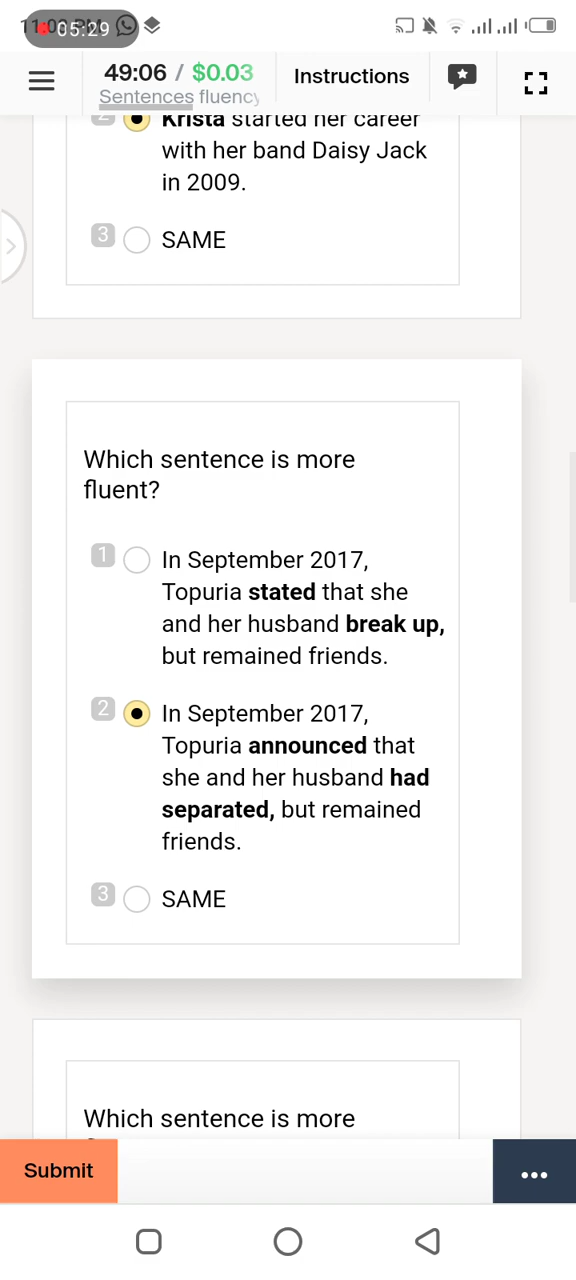 05:29
49:06 / $0.03
Sentences fluency
Instructions
2
Krista started her career
with her band Daisy Jack
in 2009.
3
SAME
Which sentence is more
fluent?
1
In September 2017,
Topuria stated that she
and her husband break up,
but remained friends.
2
In September 2017,
Topuria announced that
she and her husband had
separated, but remained
friends.
3
SAME
Which sentence is more
Submit